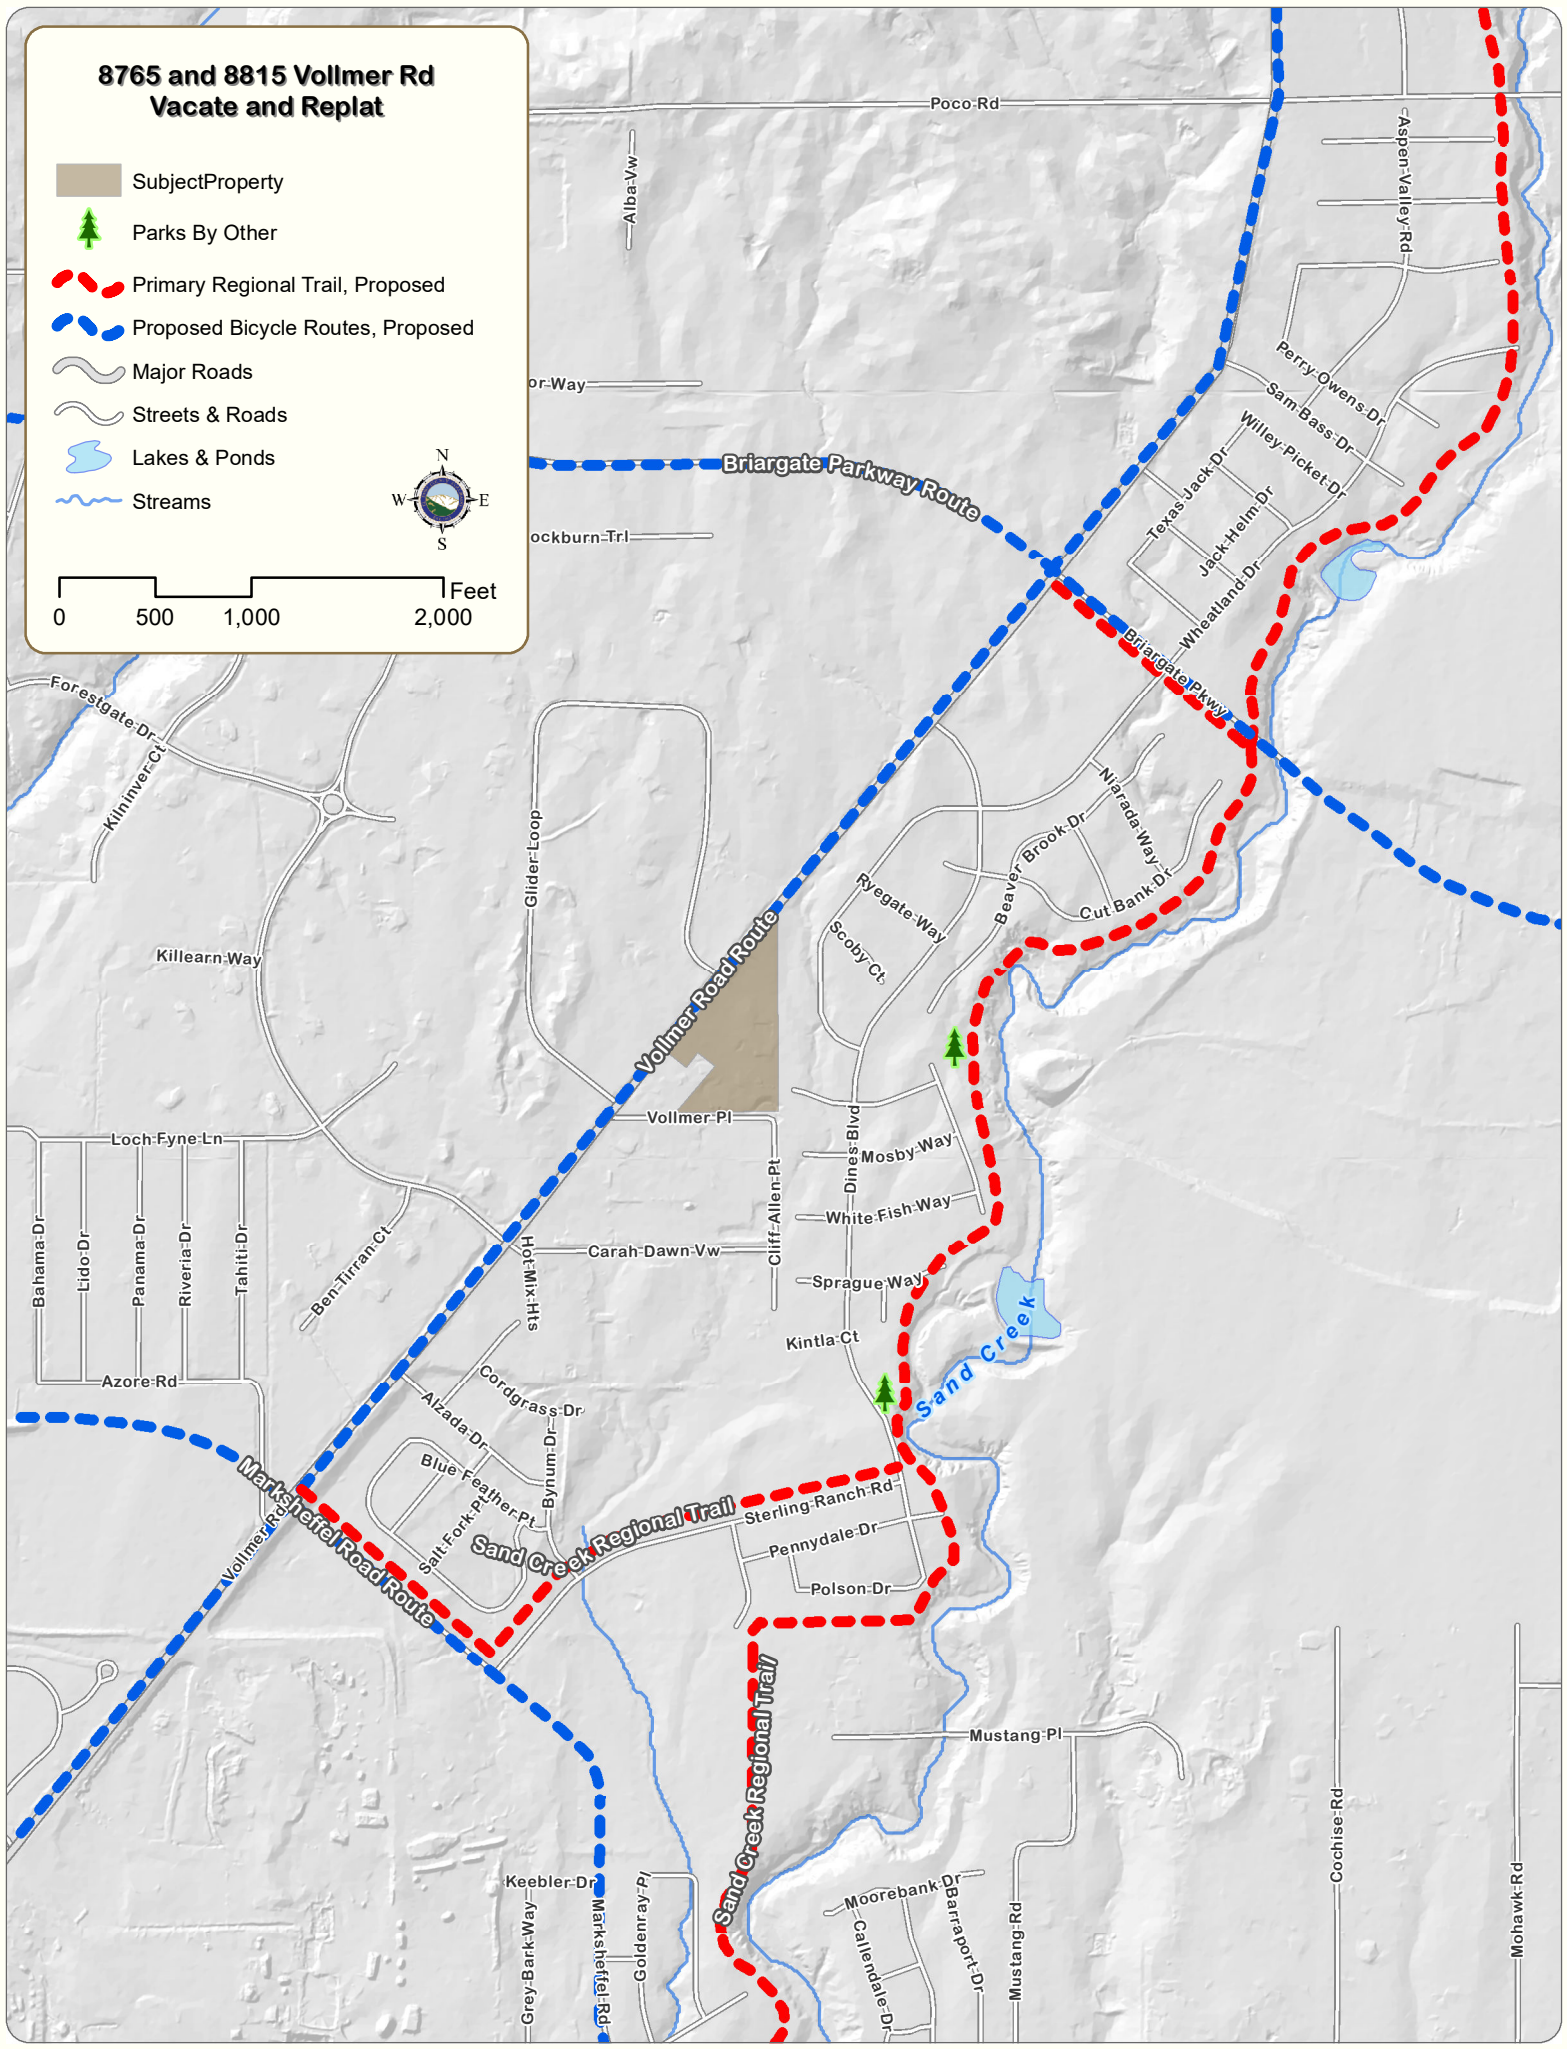 8765 and 8815 Vollmer Rd
Vacate and Replat
SubjectProperty
Parks By Other
Primary Regional Trail, Proposed
Proposed Bicycle Routes, Proposed
Major Roads
Streets & Roads
Lakes & Ponds
Streams
N
W
E
S
Feet
0
500
1,000
2,000
Poco Rd
Alba Vw
Aspen Valley Rd
or Way
Perry Owens Dr
Sam Bass Dr
Willey Picket Dr
Briargate Parkway Route
Texas Jack Dr
Jack Helm Dr
ockburn Trl
Wheatland Dr
Briargate Pkwy
Forestgate Dr
Kilninver Ct
Glider Loop
Niarada Way
Beaver Brook Dr
Cut Bank Dr
Ryegate Way
Scoby Ct
Killearn Way
Vollmer Road Route
Vollmer Pl
Loch Fyne Ln
Dines Blvd
Mosby Way
White Fish Way
Cliff Allen Pt
Carah Dawn Vw
Hot Mix Hts
Bahama Dr
Lido Dr
Panama Dr
Riveria Dr
Tahiti Dr
Ben Tirran Ct
Sprague Way
Kintla Ct
Sand Creek
Azore Rd
Cordgrass Dr
Alzada Dr
Bynum Dr
Blue Feather Pt
Salt Fork Pl
Marksheffel Road Route
Vollmer Rd
Sand Creek Regional Trail
Sterling Ranch Rd
Pennydale Dr
Polson Dr
Sand Creek Regional Trail
Mustang Pl
Cochise Rd
Mohawk Rd
Keebler Dr
Grey Bark Way
Marksheffel Rd
Goldenray Pl
Moorebank Dr
Callendale Dr
Barraport Dr
Mustang Rd